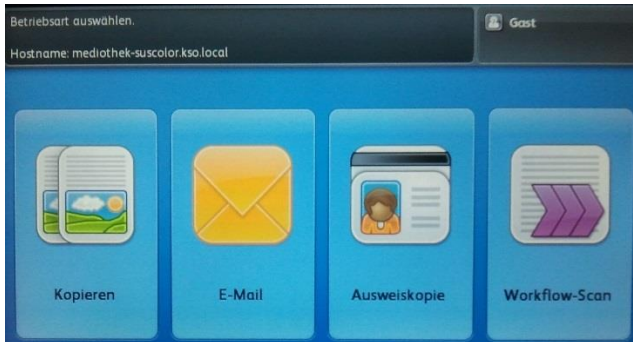 Betriebsart auswählen.
Gast
Hostname: mediothek-suscolor.kso.local
Kopieren
E-Mail
Ausweiskopie
Workflow-Scan